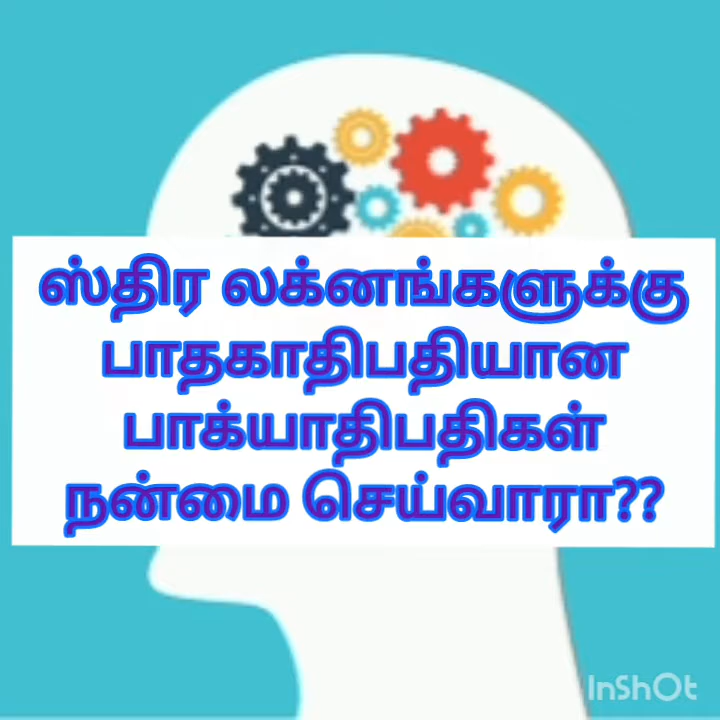 ஸ்திர லக்னங்களுக்கு
பாதகாதிபதியான
பாக்யாதிபதிகள்
நன்மை செய்வாரா??
InShOt